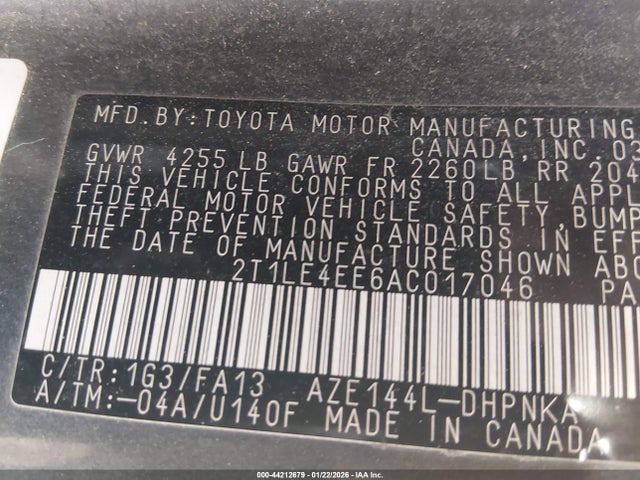 MFD.BY:TOYOTA MOTOR MANUFACTURING
CANADA, INC. 03
GVWR 4255 LB GAWR FR 2260LB RR 204
THIS VEHICLE CONFORMS TO ALL APPL
FEDERAL MOTOR VEHICLE SAFETY, BUMP
THEFT PREVENTION STANDARDS IN EFF
THE DATE OF MANUFACTURE SHOWN ABO
2T1LE4EE6AC017046 PA
C/TR:1G3/FA13 AZE144L-DHPNKA
A/TM:-04A/U140F MADE IN CANADA
000-44212679 - 01/22/2026 - IAA Inc.